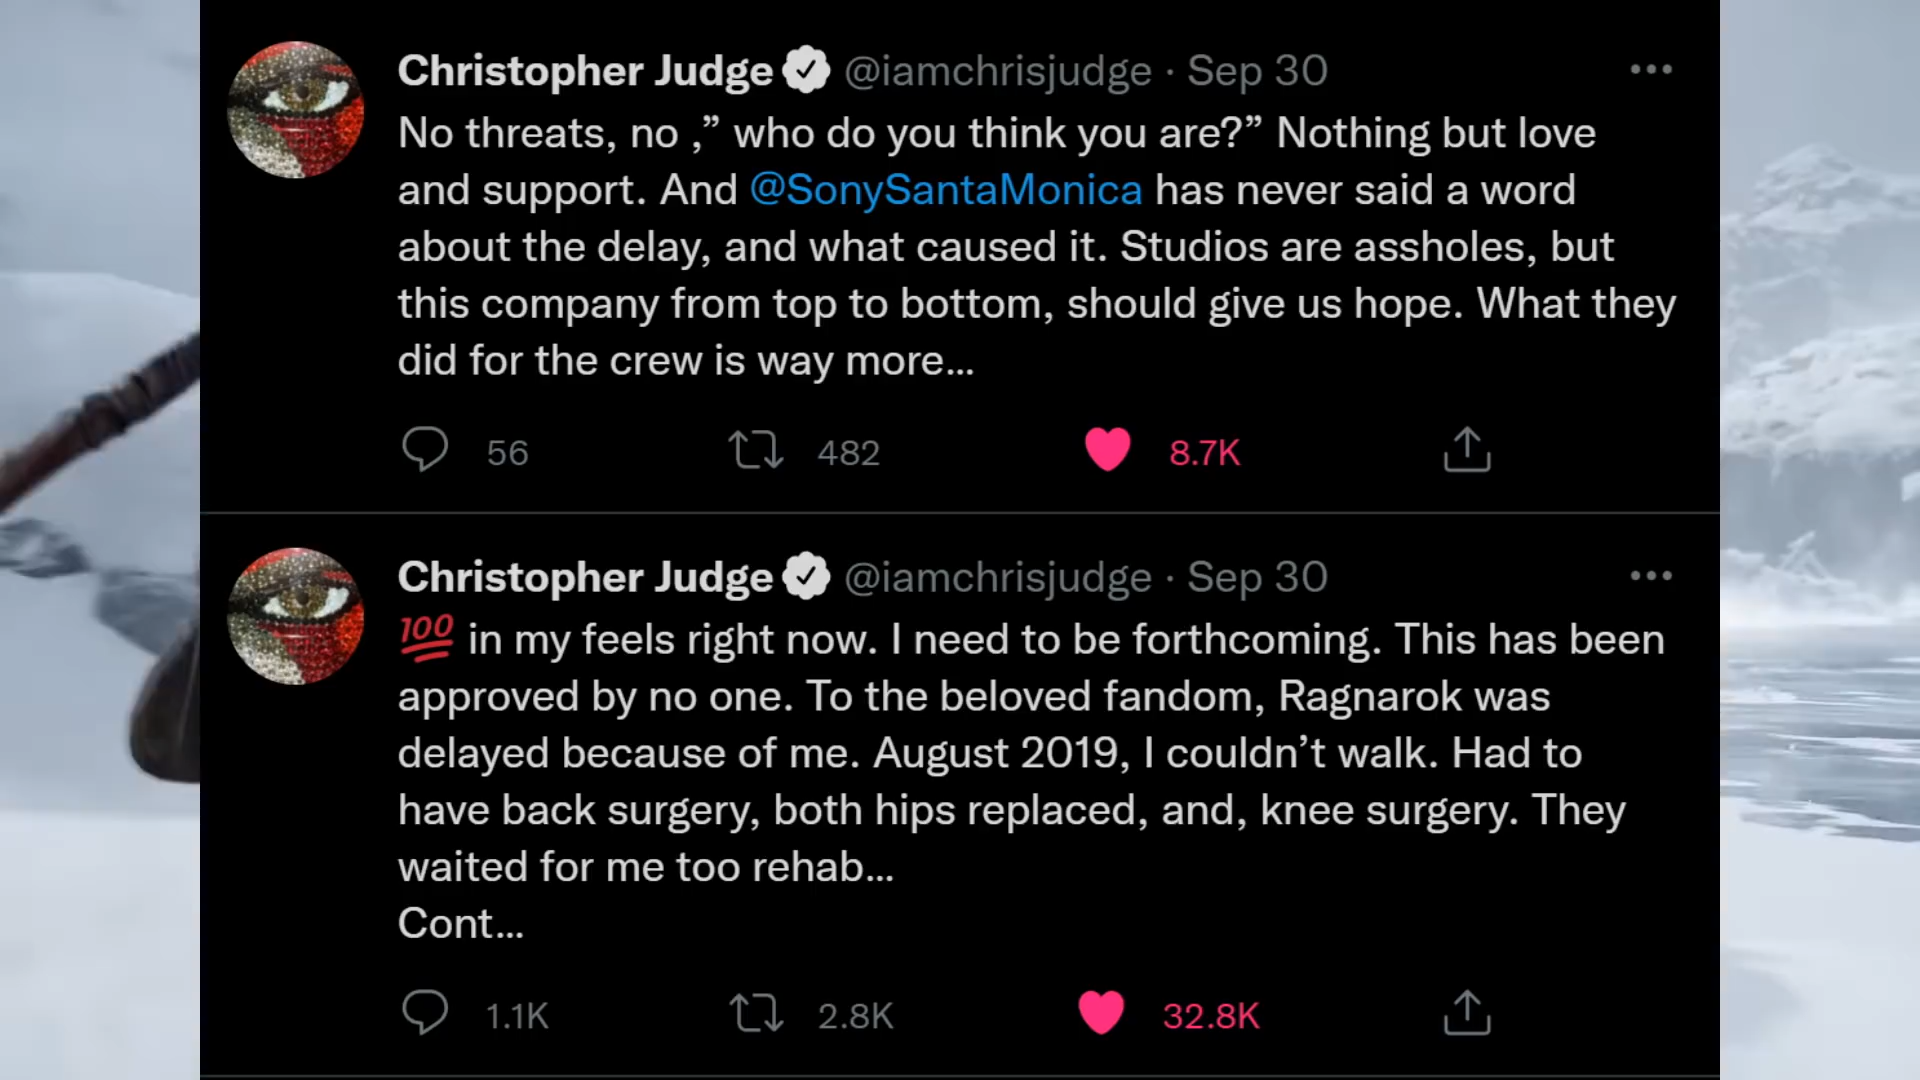 Christopher Judge @iamchrisjudge · Sep 30
No threats, no ,” who do you think you are?” Nothing but love
and support. And @SonySantaMonica has never said a word
about the delay, and what caused it. Studios are assholes, but
this company from top to bottom, should give us hope. What they
did for the crew is way more...
56 482 8.7K
Christopher Judge @iamchrisjudge · Sep 30
💯 in my feels right now. I need to be forthcoming. This has been
approved by no one. To the beloved fandom, Ragnarok was
delayed because of me. August 2019, I couldn’t walk. Had to
have back surgery, both hips replaced, and, knee surgery. They
waited for me too rehab...
Cont...
1.1K 2.8K 32.8K